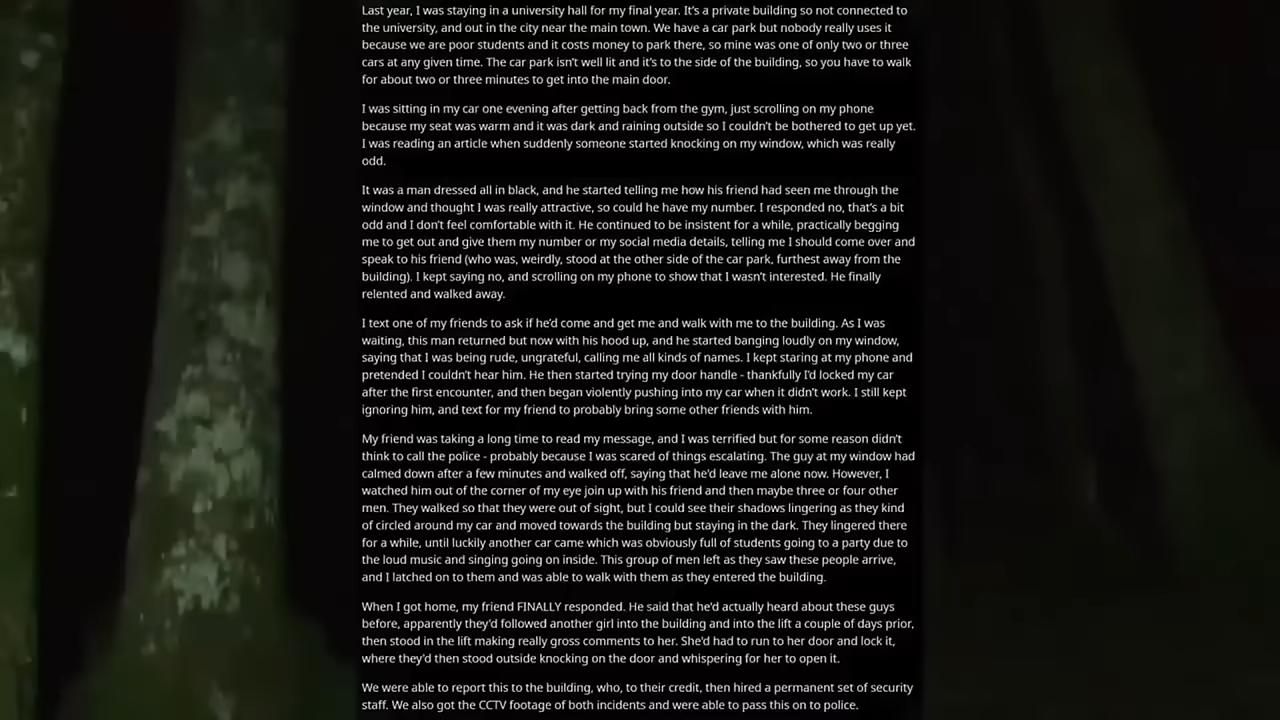 Last year, I was staying in a university hall for my final year. It's a private building so not connected to
the university, and out in the city near the main town. We have a car park but nobody really uses it
because we are poor students and it costs money to park there, so mine was one of only two or three
cars at any given time. The car park isn't well lit and it's to the side of the building, so you have to walk
for about two or three minutes to get into the main door.
I was sitting in my car one evening after getting back from the gym, just scrolling on my phone
because my seat was warm and it was dark and raining outside so I couldn't be bothered to get up yet.
I was reading an article when suddenly someone started knocking on my window, which was really
odd.
It was a man dressed all in black, and he started telling me how his friend had seen me through the
window and thought I was really attractive, so could he have my number. I responded no, that's a bit
odd and I don't feel comfortable with it. He continued to be insistent for a while, practically begging
me to get out and give them my number or my social media details, telling me I should come over and
speak to his friend (who was, weirdly, stood at the other side of the car park, furthest away from the
building). I kept saying no, and scrolling on my phone to show that I wasn't interested. He finally
relented and walked away.
I text one of my friends to ask if he'd come and get me and walk with me to the building. As I was
waiting, this man returned but now with his hood up, and he started banging loudly on my window,
saying that I was being rude, ungrateful, calling me all kinds of names. I kept staring at my phone and
pretended I couldn't hear him. He then started trying my door handle - thankfully I'd locked my car
after the first encounter, and then began violently pushing into my car when it didn't work. I still kept
ignoring him, and text for my friend to probably bring some other friends with him.
My friend was taking a long time to read my message, and I was terrified but for some reason didn't
think to call the police - probably because I was scared of things escalating. The guy at my window had
calmed down after a few minutes and walked off, saying that he'd leave me alone now. However, I
watched him out of the corner of my eye join up with his friend and then maybe three or four other
men. They walked so that they were out of sight, but I could see their shadows lingering as they kind
of circled around my car and moved towards the building but staying in the dark. They lingered there
for a while, until luckily another car came which was obviously full of students going to a party due to
the loud music and singing going on inside. This group of men left as they saw these people arrive,
and I latched on to them and was able to walk with them as they entered the building.
When I got home, my friend FINALLY responded. He said that he'd actually heard about these guys
before, apparently they'd followed another girl into the building and into the lift a couple of days prior,
then stood in the lift making really gross comments to her. She'd had to run to her door and lock it,
where they'd then stood outside knocking on the door and whispering for her to open it.
We were able to report this to the building, who, to their credit, then hired a permanent set of security
staff. We also got the CCTV footage of both incidents and were able to pass this on to police.